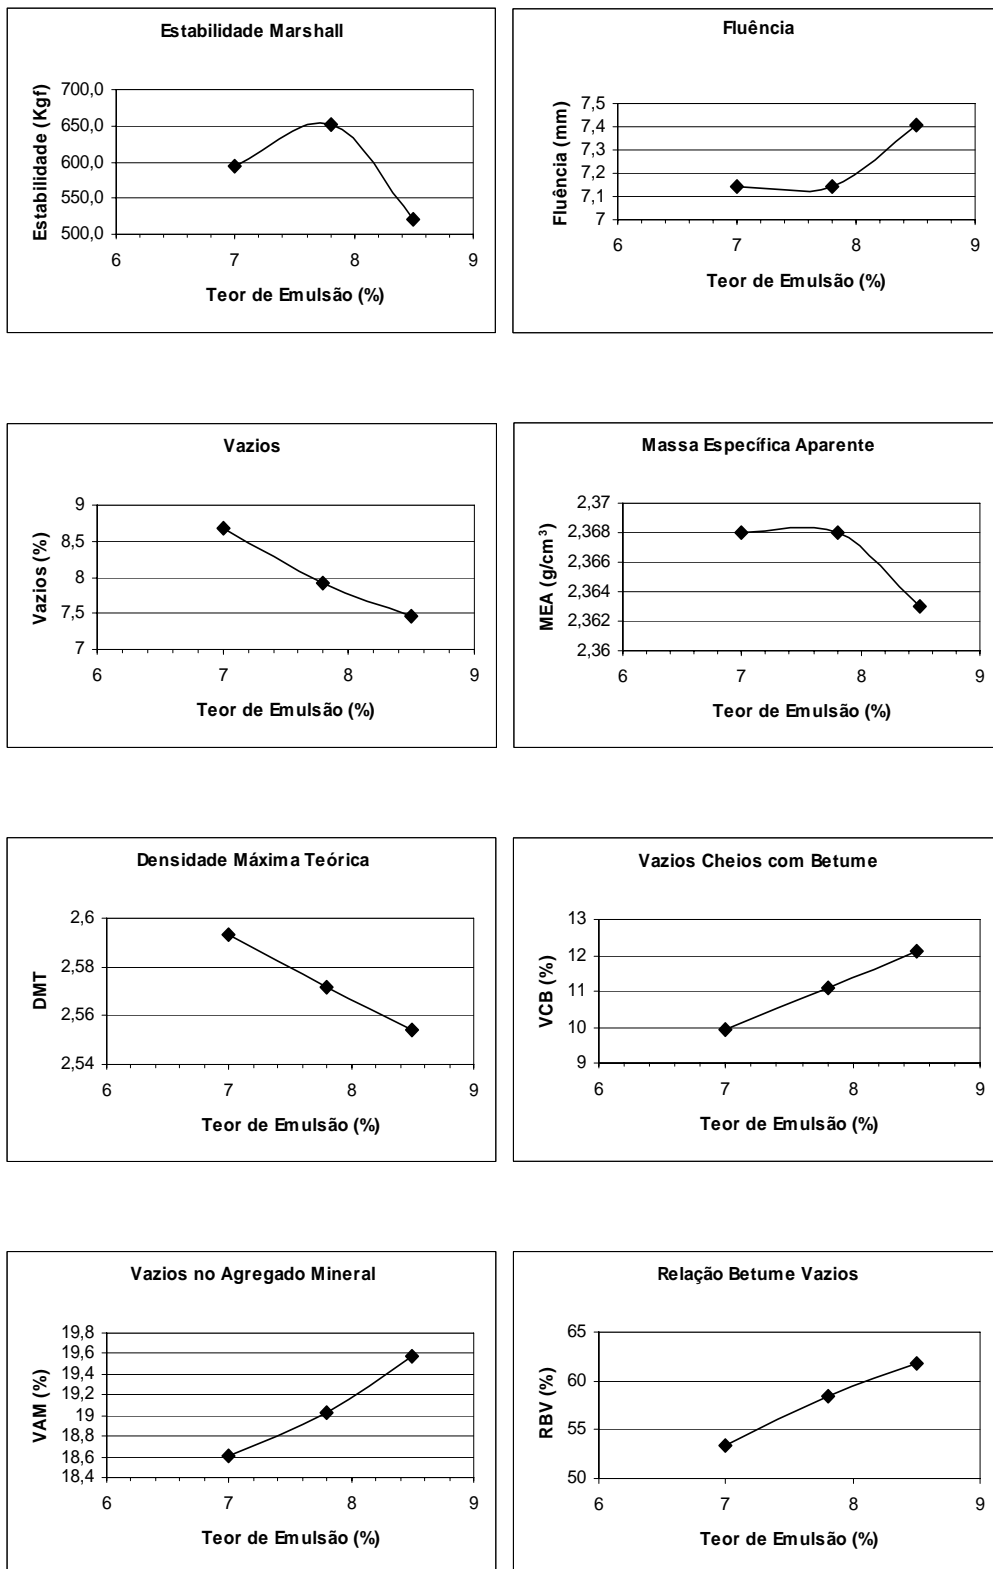 Estabilidade Marshall
Estabilidade (Kgf)
700,0
650,0
600,0
550,0
500,0
6 7 8 9
Teor de Emulsão (%)
Fluência
Fluência (mm)
7,5
7,4
7,3
7,2
7,1
7
6 7 8 9
Teor de Emulsão (%)
Vazios
Vazios (%)
9
8,5
8
7,5
7
6 7 8 9
Teor de Emulsão (%)
Massa Específica Aparente
MEA (g/cm³)
2,37
2,368
2,366
2,364
2,362
2,36
6 7 8 9
Teor de Emulsão (%)
Densidade Máxima Teórica
DMT
2,6
2,58
2,56
2,54
6 7 8 9
Teor de Emulsão (%)
Vazios Cheios com Betume
VCB (%)
13
12
11
10
9
6 7 8 9
Teor de Emulsão (%)
Vazios no Agregado Mineral
VAM (%)
19,8
19,6
19,4
19,2
19
18,8
18,6
18,4
6 7 8 9
Teor de Emulsão (%)
Relação Betume Vazios
RBV (%)
65
60
55
50
6 7 8 9
Teor de Emulsão (%)